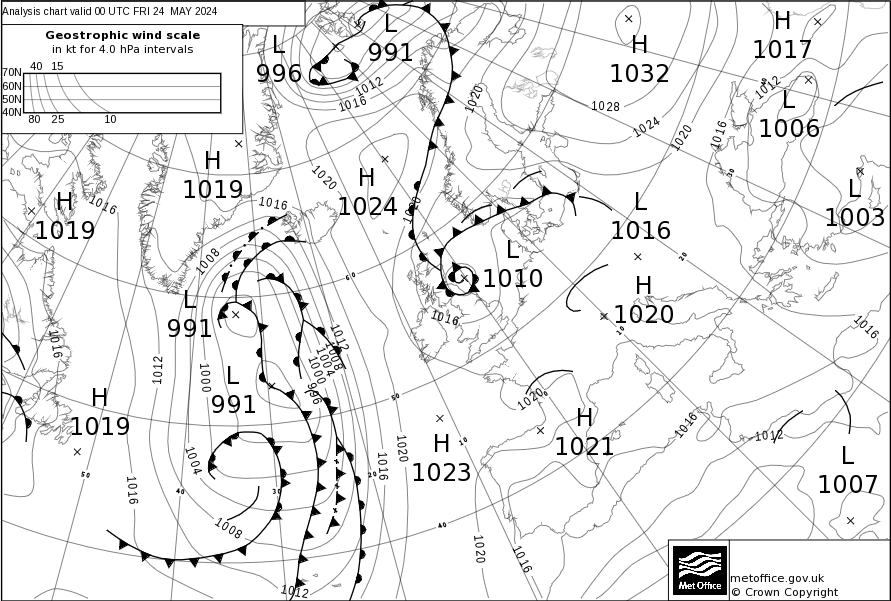 Analysis chart valid 00 UTC FRI 24 MAY 2024
Geostrophic wind scale
in kt for 4.0 hPa intervals
40 15
70N
60N
50N
40N
80 25 10
L
996
L
991
H
1032
H
1017
L
1006
1012
1016
1020
1028
1024
1020
1016
1012
H
1019
H
1019
1016
1016
1020
H
1024
1020
L
1016
L
1003
L
1010
H
1020
1008
L
991
1016
1016
1012
1000
1012
1008
1004
1000
996
L
991
H
1019
1016
1020
H
1021
1016
1012
H
1023
L
1007
1004
1016
1008
1016
1020
1020
1016
1012
60
50
50
40
30
20
10
40
10
20
30
Met Office
metoffice.gov.uk
© Crown Copyright